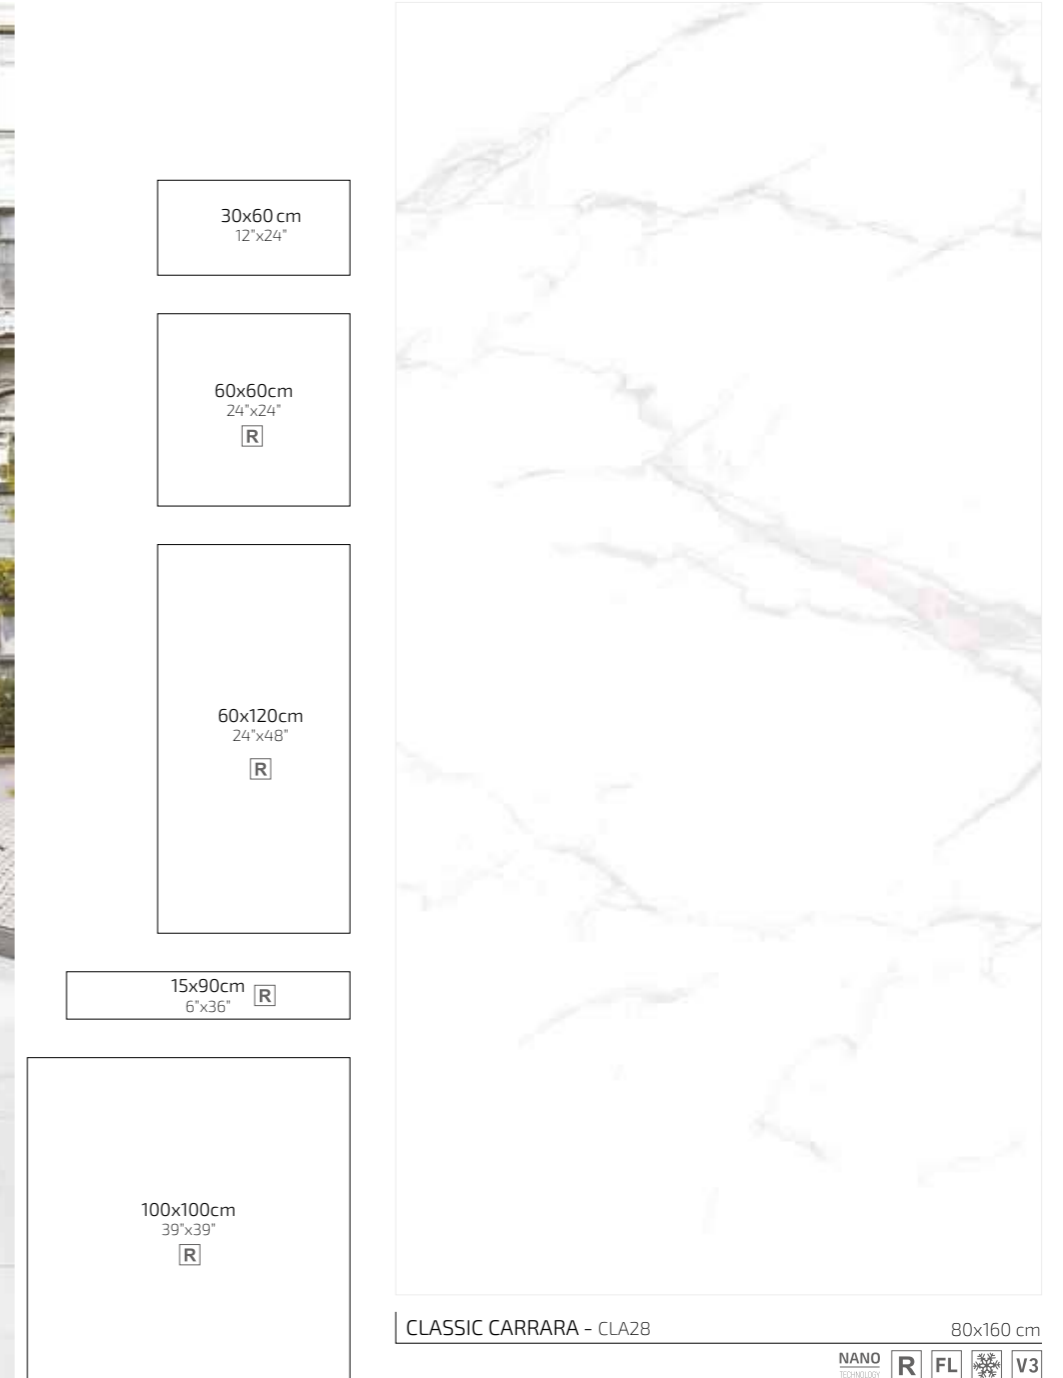 30x60 cm
12"x24"
60x60cm
24"x24"
R
60x120cm
24"x48"
R
15x90cm
6"x36"
R
100x100cm
39"x39"
R
CLASSIC CARRARA - CLA28
80x160 cm
NANO
TECHNOLOGY
R
FL
V3